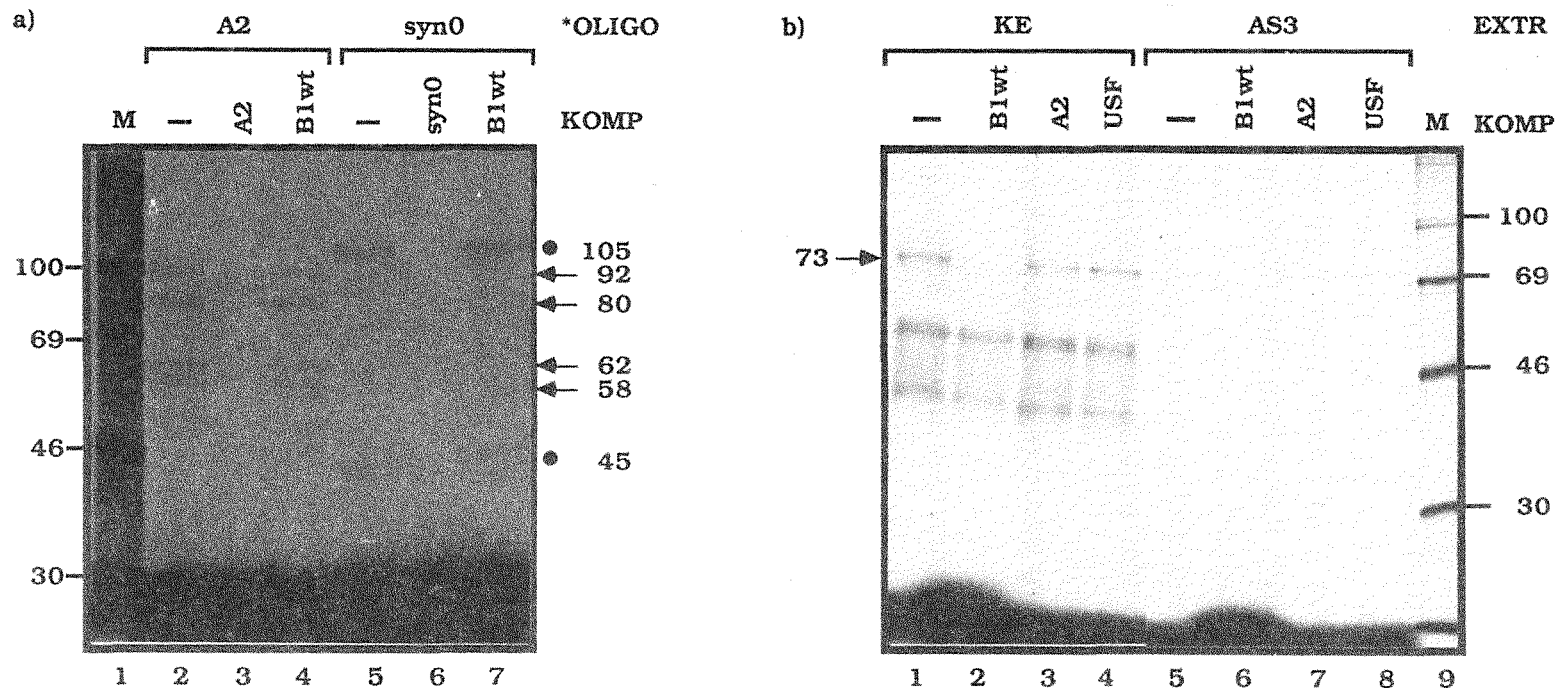 a)
A2 syn0 *OLIGO
M — A2 B1wt — syn0 B1wt KOMP
105
100 92
80
69
62
58
46 45
30
1 2 3 4 5 6 7
b)
KE AS3 EXTR
— B1wt A2 USF — B1wt A2 USF M KOMP
100
73
69
46
30
1 2 3 4 5 6 7 8 9